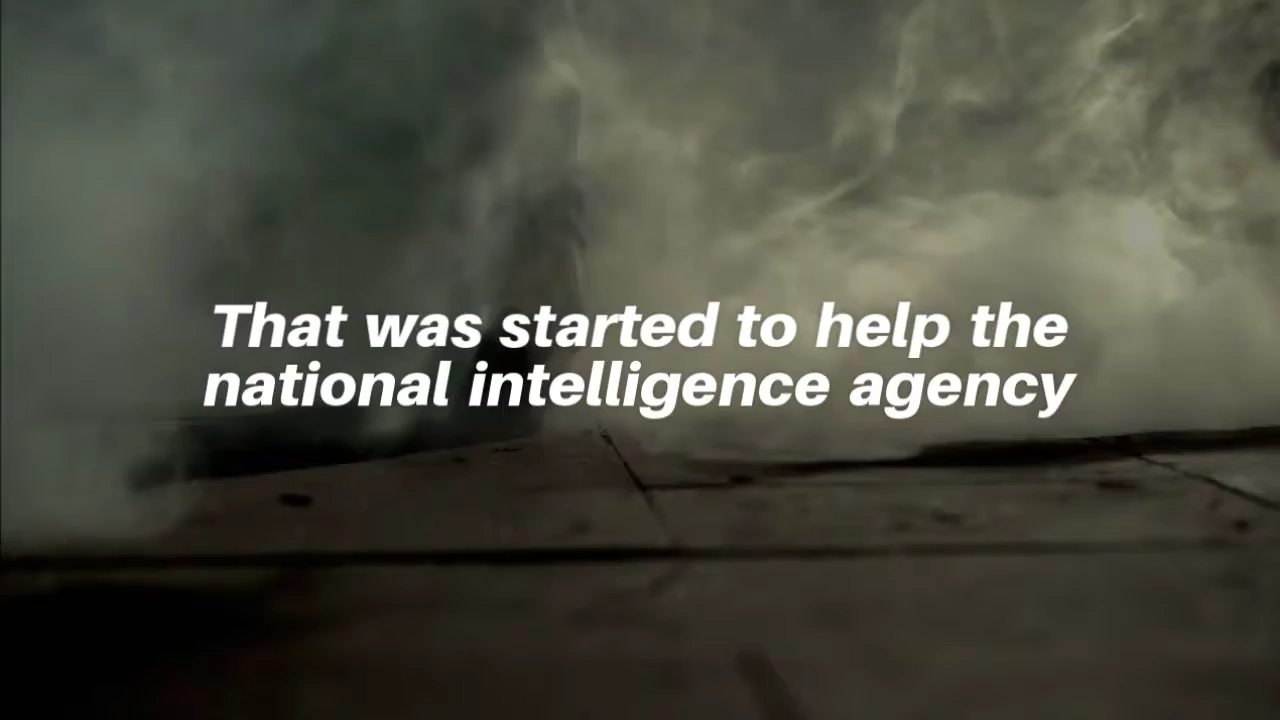 That was started to help the
national intelligence agency